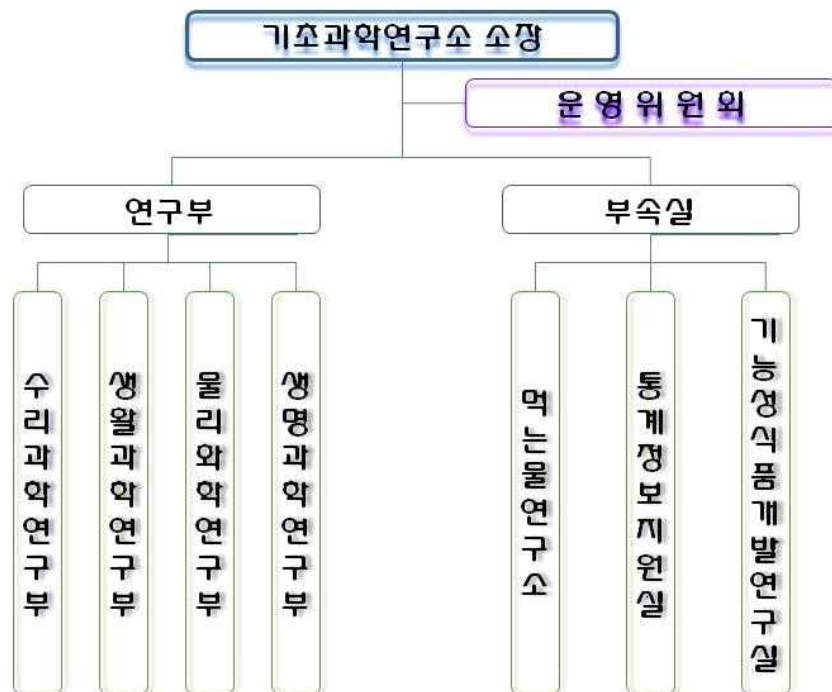 기초과학연구소 소장
운영위원회
연구부
부속실
수리과학연구부
생활과학연구부
물리화학연구부
생명과학연구부
먹는물연구소
통계정보지원실
기능성식품개발연구실